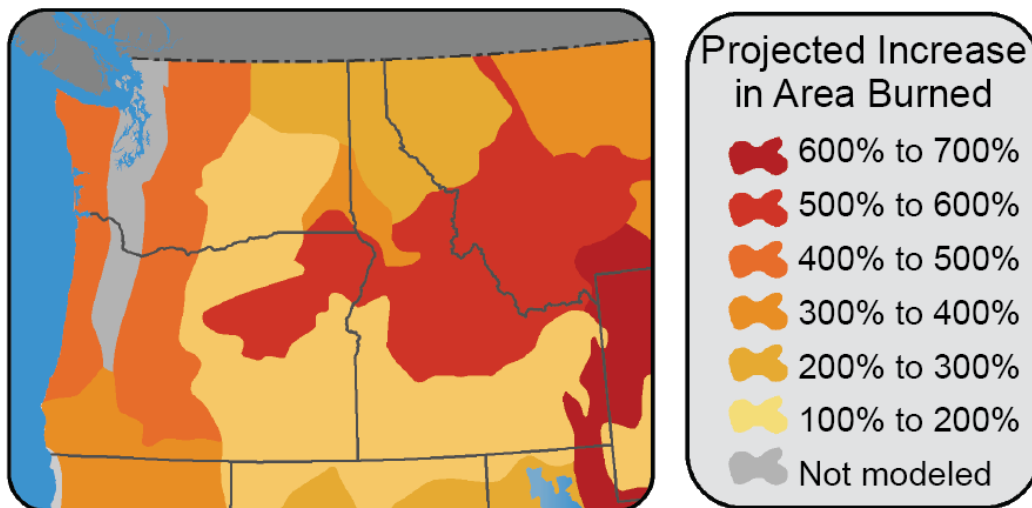 Projected Increase
in Area Burned
600% to 700%
500% to 600%
400% to 500%
300% to 400%
200% to 300%
100% to 200%
Not modeled